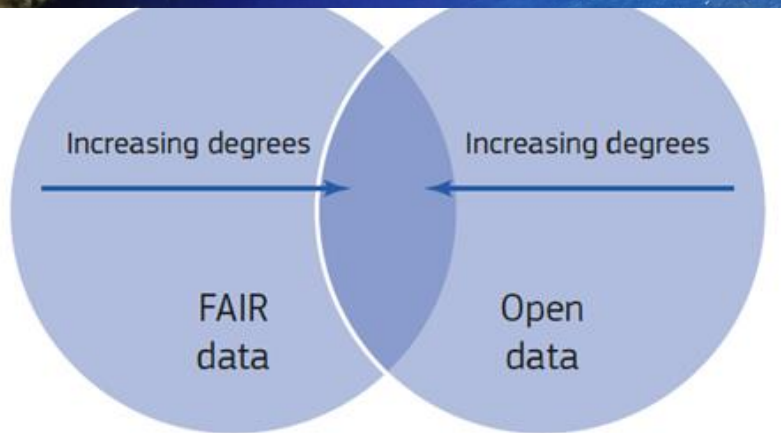 Increasing degrees
Increasing degrees
FAIR
data
Open
data